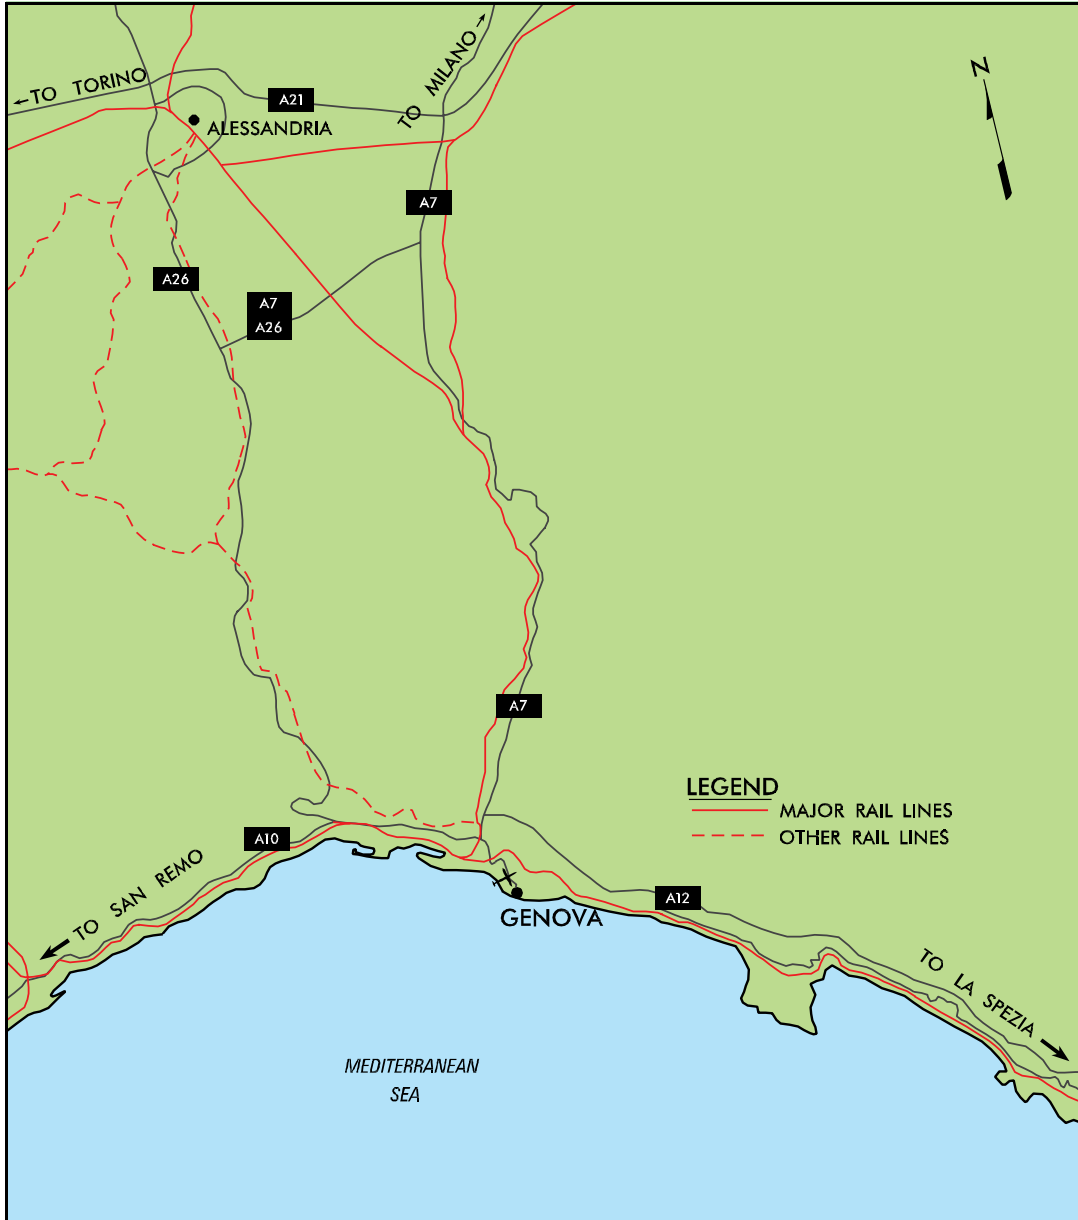 N
← TO TORINO
TO MILANO →
A21
ALESSANDRIA
A7
A26
A7
A26
A7
LEGEND
MAJOR RAIL LINES
OTHER RAIL LINES
A10
TO SAN REMO
A12
GENOVA
TO LA SPEZIA
MEDITERRANEAN
SEA